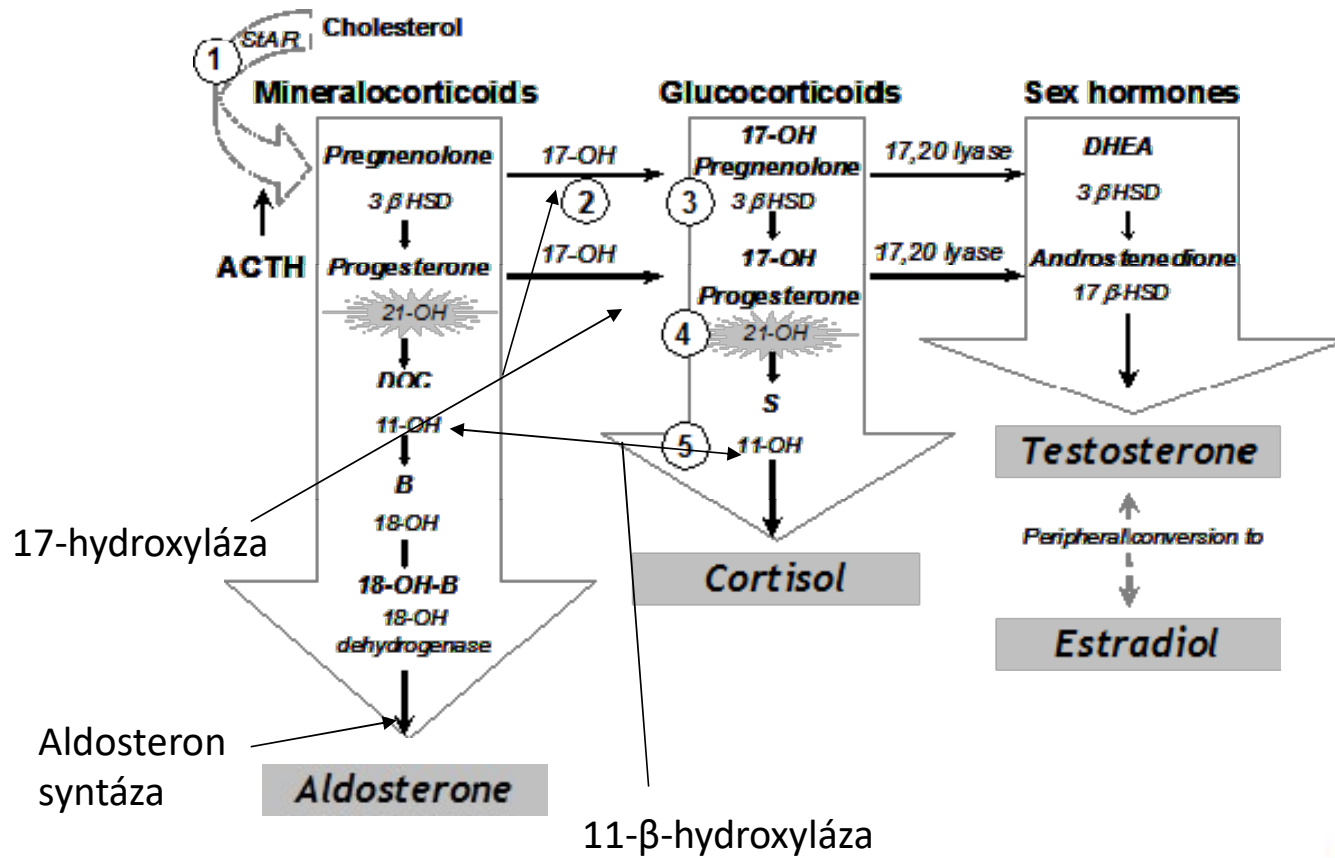 1
StAR
Cholesterol
Mineralocorticoids
Glucocorticoids
Sex hormones
Pregnenolone
3 β HSD
Progesterone
21-OH
DOC
11-OH
B
18-OH
18-OH-B
18-OH
dehydrogenase
Aldosterone
ACTH
17-OH
2
17-OH
17-OH
Pregnenolone
3
3 β HSD
17-OH
Progesterone
4
21-OH
S
5
11-OH
Cortisol
17,20 lyase
17,20 lyase
DHEA
3 β HSD
Androstenedione
17 β-HSD
Testosterone
Peripheral conversion to
Estradiol
17-hydroxyláza
Aldosteron
syntáza
11-β-hydroxyláza